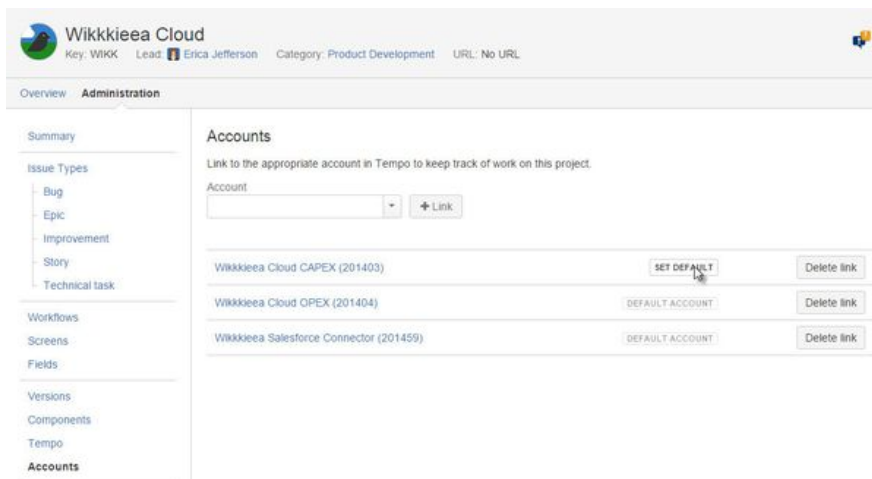 Wikkkieea Cloud
Key: WIKK Lead: Erica Jefferson Category: Product Development URL: No URL
Overview Administration
Summary
Issue Types
Bug
Epic
Improvement
Story
Technical task
Workflows
Screens
Fields
Versions
Components
Tempo
Accounts
Accounts
Link to the appropriate account in Tempo to keep track of work on this project.
Account
+ Link
Wikkkieea Cloud CAPEX (201403) SET DEFAULT Delete link
Wikkkieea Cloud OPEX (201404) DEFAULT ACCOUNT Delete link
Wikkkieea Salesforce Connector (201459) DEFAULT ACCOUNT Delete link